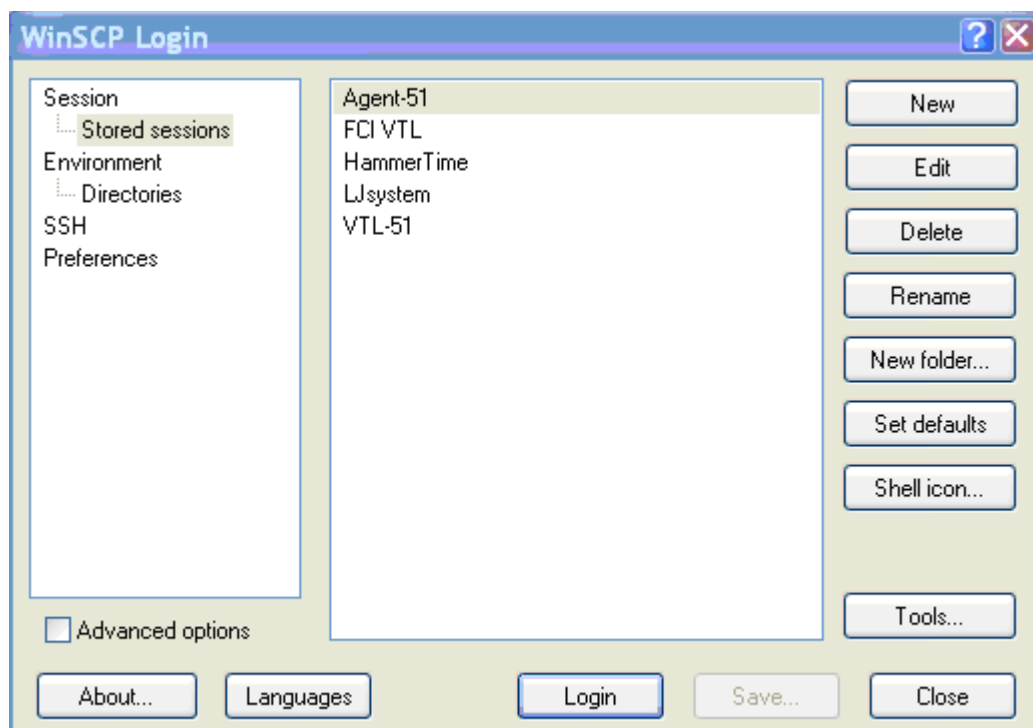 WinSCP Login
Session
Stored sessions
Environment
Directories
SSH
Preferences
Agent-51
FCI VTL
HammerTime
LJsystem
VTL-51
New
Edit
Delete
Rename
New folder...
Set defaults
Shell icon...
Tools...
Advanced options
About...
Languages
Login
Save...
Close